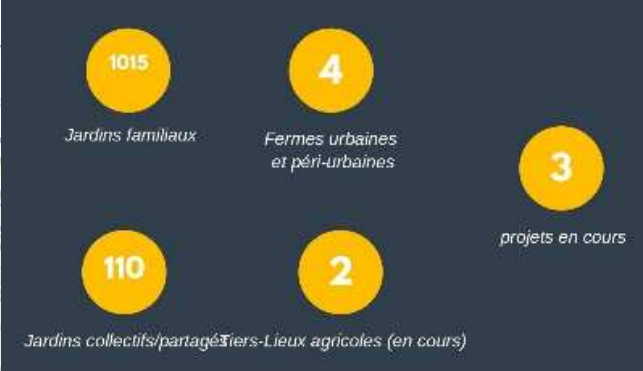 1015
Jardins familiaux
4
Fermes urbaines
et péri-urbaines
3
projets en cours
110
Jardins collectifs/partagés
2
Tiers-Lieux agricoles (en cours)